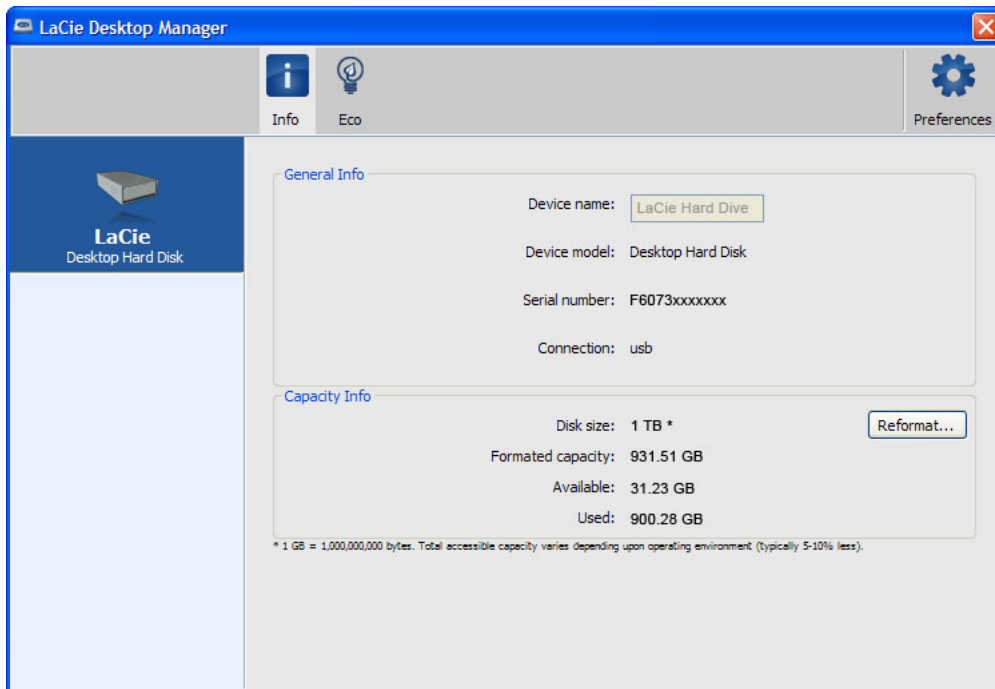 LaCie Desktop Manager
Info
Eco
Preferences
LaCie
Desktop Hard Disk
General Info
Device name: LaCie Hard Dive
Device model: Desktop Hard Disk
Serial number: F6073xxxxxxx
Connection: usb
Capacity Info
Disk size: 1 TB *
Reformat...
Formated capacity: 931.51 GB
Available: 31.23 GB
Used: 900.28 GB
* 1 GB = 1,000,000,000 bytes. Total accessible capacity varies depending upon operating environment (typically 5-10% less).